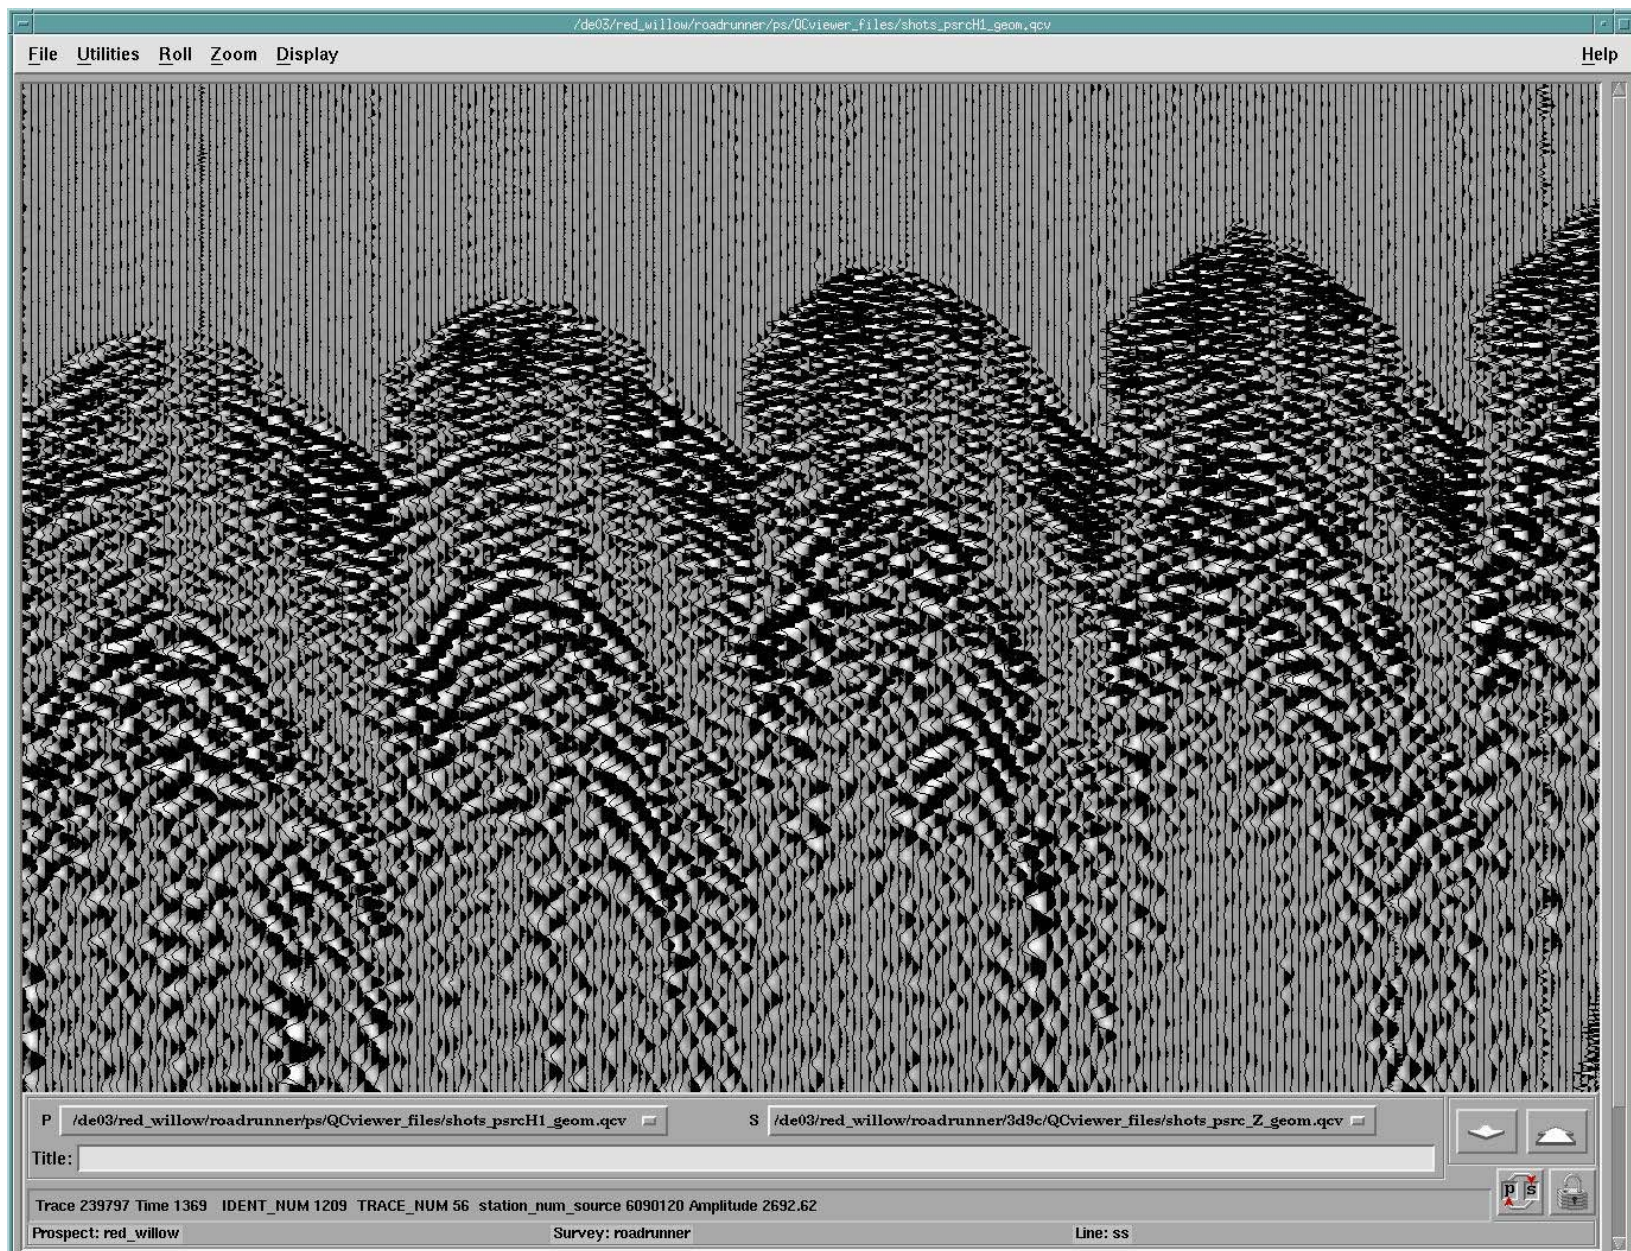 /de03/red_willow/roadrunner/ps/QCviewer_files/shots_psrcH1_geom.qcv
File Utilities Roll Zoom Display Help
P /de03/red_willow/roadrunner/ps/QCviewer_files/shots_psrcH1_geom.qcv S /de03/red_willow/roadrunner/3d9c/QCviewer_files/shots_psrc_Z_geom.qcv
Title:
p s
Trace 239797 Time 1369 IDENT_NUM 1209 TRACE_NUM 56 station_num_source 6090120 Amplitude 2692.62
Prospect: red_willow Survey: roadrunner Line: ss